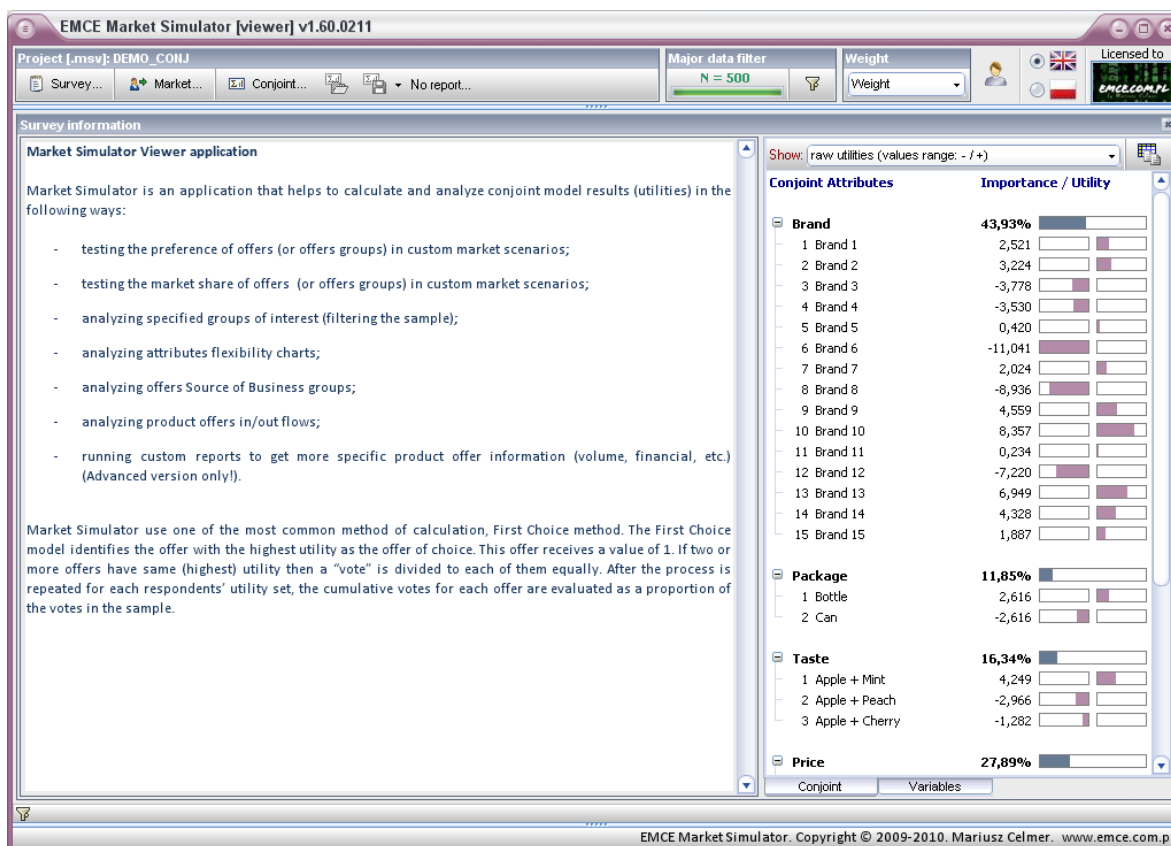 EMCE Market Simulator [viewer] v1.60.0211
Project [.msv]: DEMO_CONJ
Major data filter
Weight
Licensed to
Survey...
Market...
Conjoint...
No report...
N = 500
Weight
EMCE.COM.PL
by Mariusz Celmer
Survey information
Market Simulator Viewer application
Market Simulator is an application that helps to calculate and analyze conjoint model results (utilities) in the
following ways:
- testing the preference of offers (or offers groups) in custom market scenarios;
- testing the market share of offers (or offers groups) in custom market scenarios;
- analyzing specified groups of interest (filtering the sample);
- analyzing attributes flexibility charts;
- analyzing offers Source of Business groups;
- analyzing product offers in/out flows;
- running custom reports to get more specific product offer information (volume, financial, etc.)
(Advanced version only!).
Market Simulator use one of the most common method of calculation, First Choice method. The First Choice
model identifies the offer with the highest utility as the offer of choice. This offer receives a value of 1. If two or
more offers have same (highest) utility then a “vote” is divided to each of them equally. After the process is
repeated for each respondents’ utility set, the cumulative votes for each offer are evaluated as a proportion of
the votes in the sample.
Show: raw utilities (values range: - / +)
Conjoint Attributes Importance / Utility
Brand 43,93%
1 Brand 1 2,521
2 Brand 2 3,224
3 Brand 3 -3,778
4 Brand 4 -3,530
5 Brand 5 0,420
6 Brand 6 -11,041
7 Brand 7 2,024
8 Brand 8 -8,936
9 Brand 9 4,559
10 Brand 10 8,357
11 Brand 11 0,234
12 Brand 12 -7,220
13 Brand 13 6,949
14 Brand 14 4,328
15 Brand 15 1,887
Package 11,85%
1 Bottle 2,616
2 Can -2,616
Taste 16,34%
1 Apple + Mint 4,249
2 Apple + Peach -2,966
3 Apple + Cherry -1,282
Price 27,89%
Conjoint Variables
EMCE Market Simulator. Copyright © 2009-2010. Mariusz Celmer. www.emce.com.p